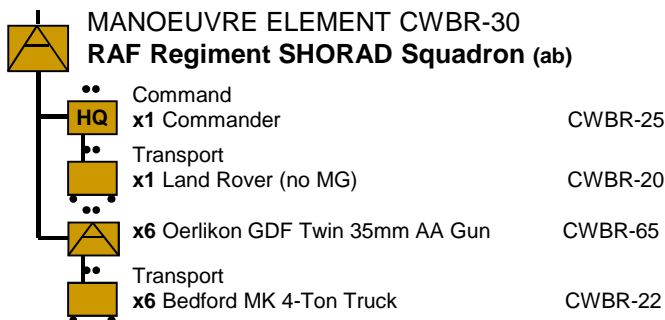 MANOEUVRE ELEMENT CWBR-30
RAF Regiment SHORAD Squadron (ab)
Command
HQ x1 Commander CWBR-25
Transport
x1 Land Rover (no MG) CWBR-20
x6 Oerlikon GDF Twin 35mm AA Gun CWBR-65
Transport
x6 Bedford MK 4-Ton Truck CWBR-22